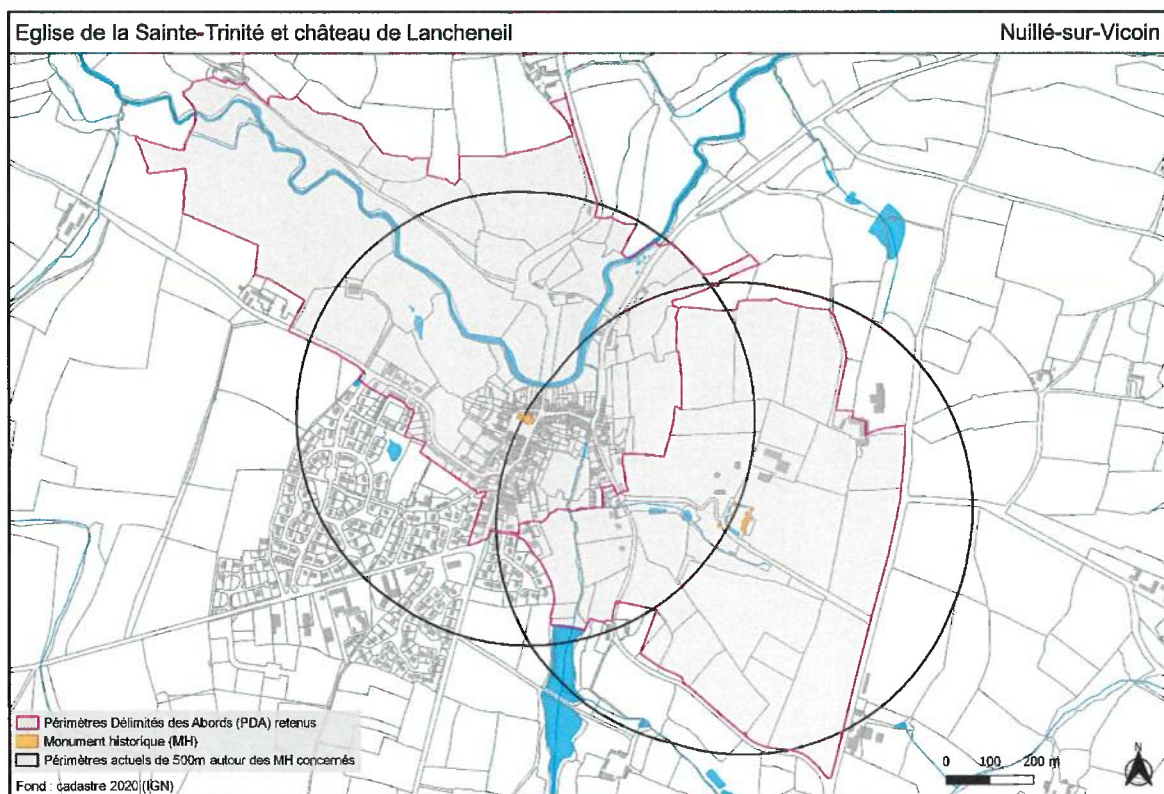 Eglise de la Sainte-Trinité et château de Lancheneil
Nuillé-sur-Vicoin
Périmètres Délimités des Abords (PDA) retenus
Monument historique (MH)
Périmètres actuels de 500m autour des MH concernés
Fond : cadastre 2020 (IGN)
0 100 200 m
N